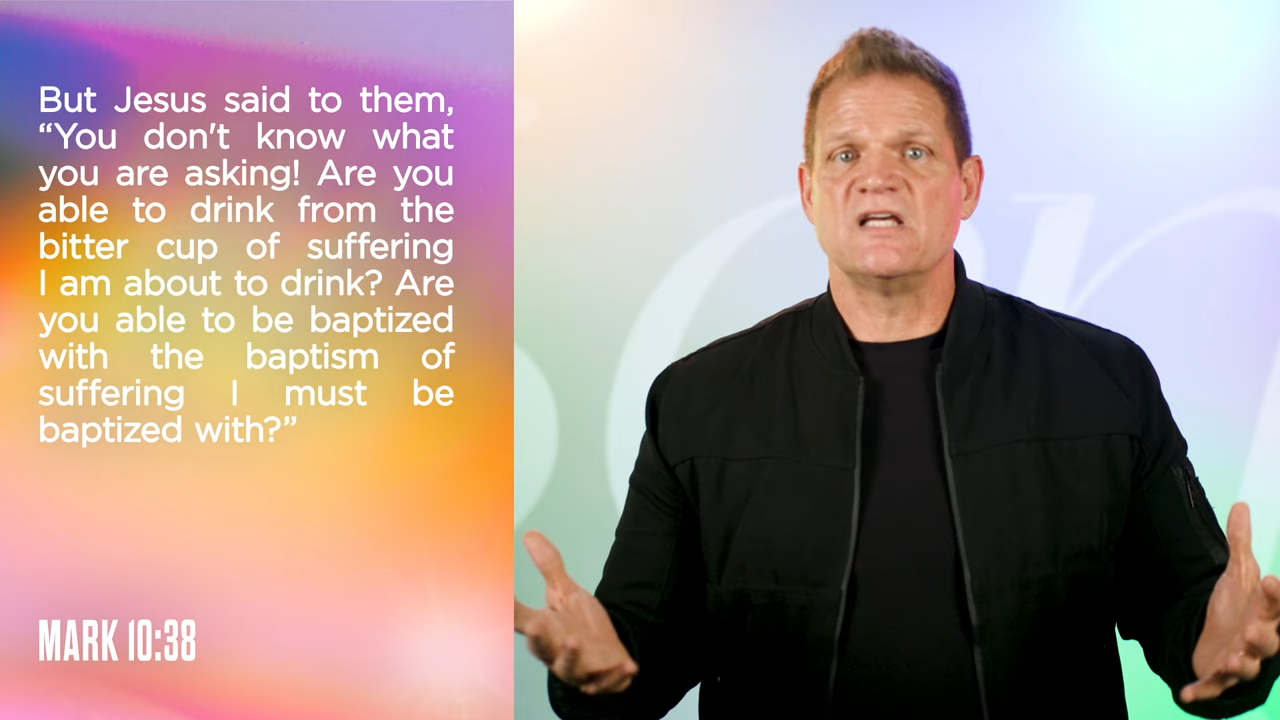 But Jesus said to them,
“You don't know what
you are asking! Are you
able to drink from the
bitter cup of suffering
I am about to drink? Are
you able to be baptized
with the baptism of
suffering I must be
baptized with?”
MARK 10:38